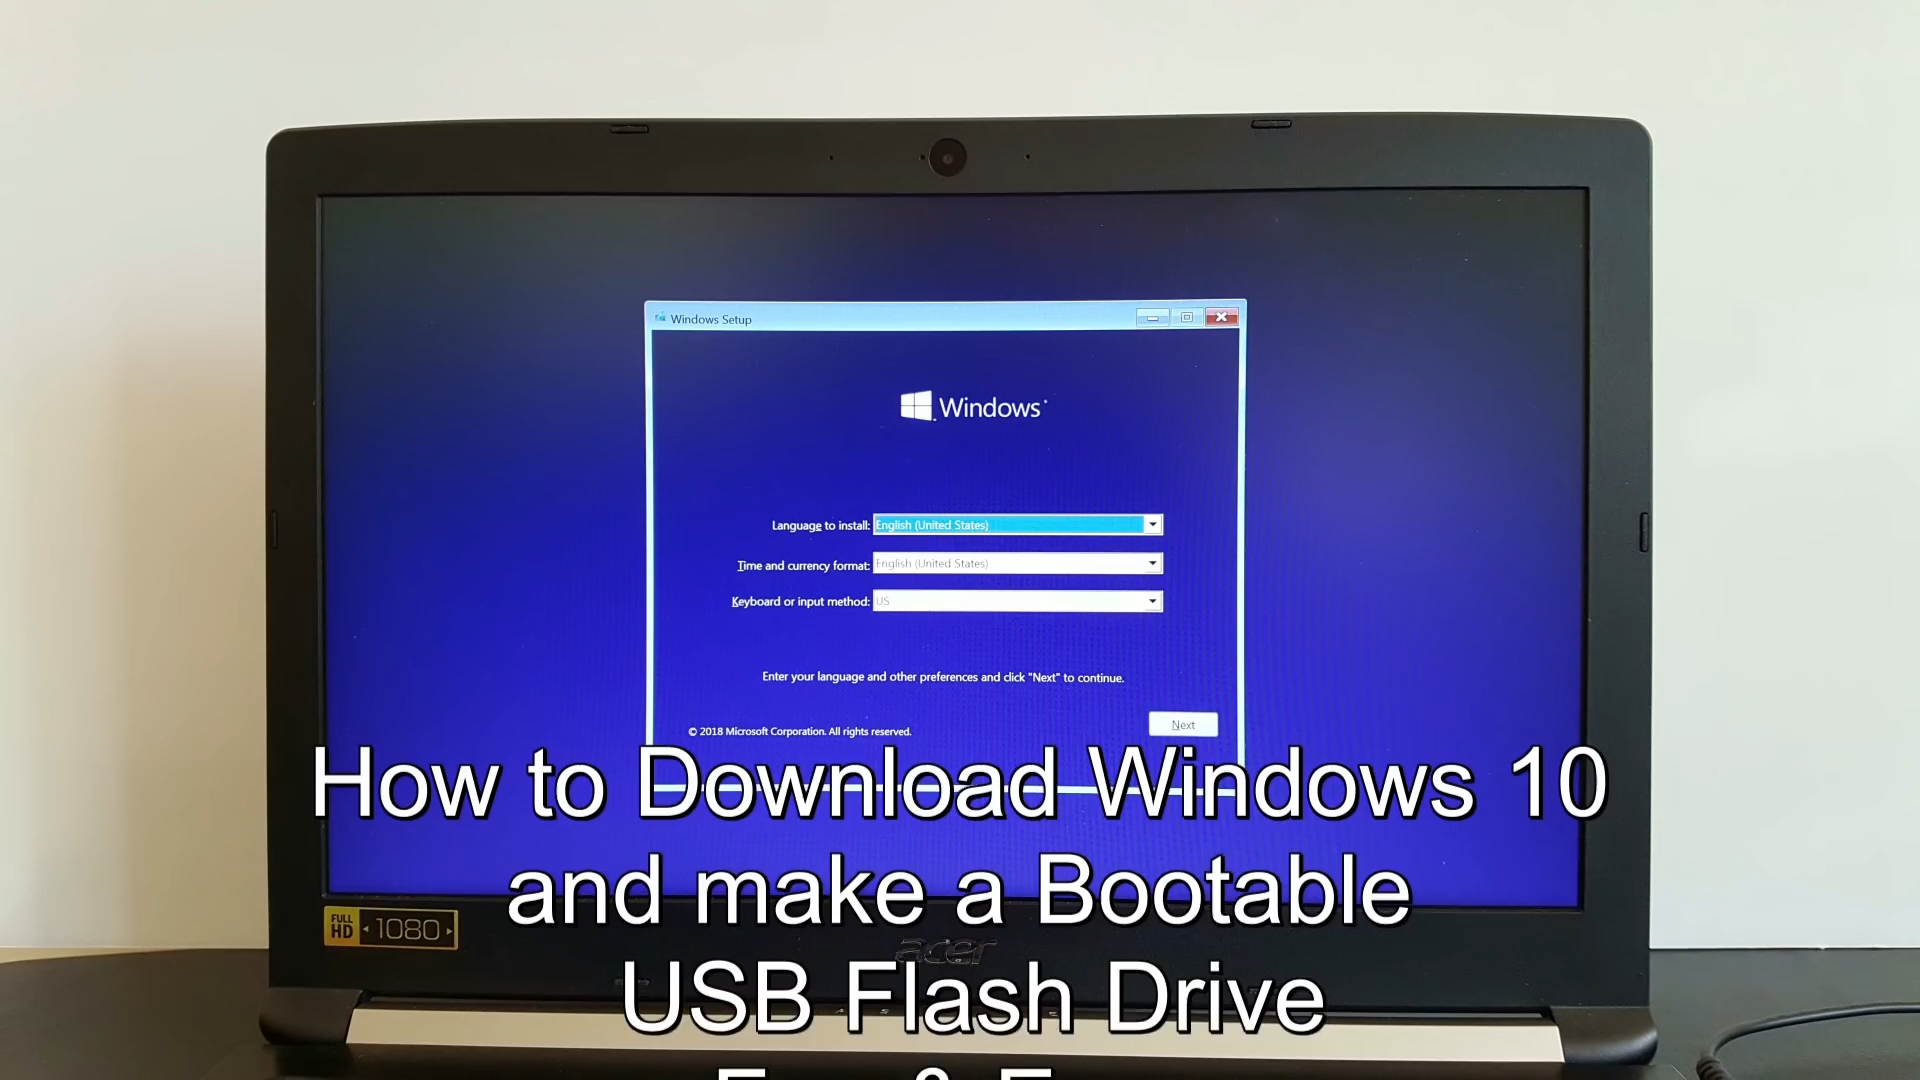 Windows Setup
Windows
Language to install: English (United States)
Time and currency format: English (United States)
Keyboard or input method: US
Enter your language and other preferences and click "Next" to continue.
Next
© 2018 Microsoft Corporation. All rights reserved.
How to Download Windows 10
and make a Bootable
USB Flash Drive
FULL HD 1080
acer